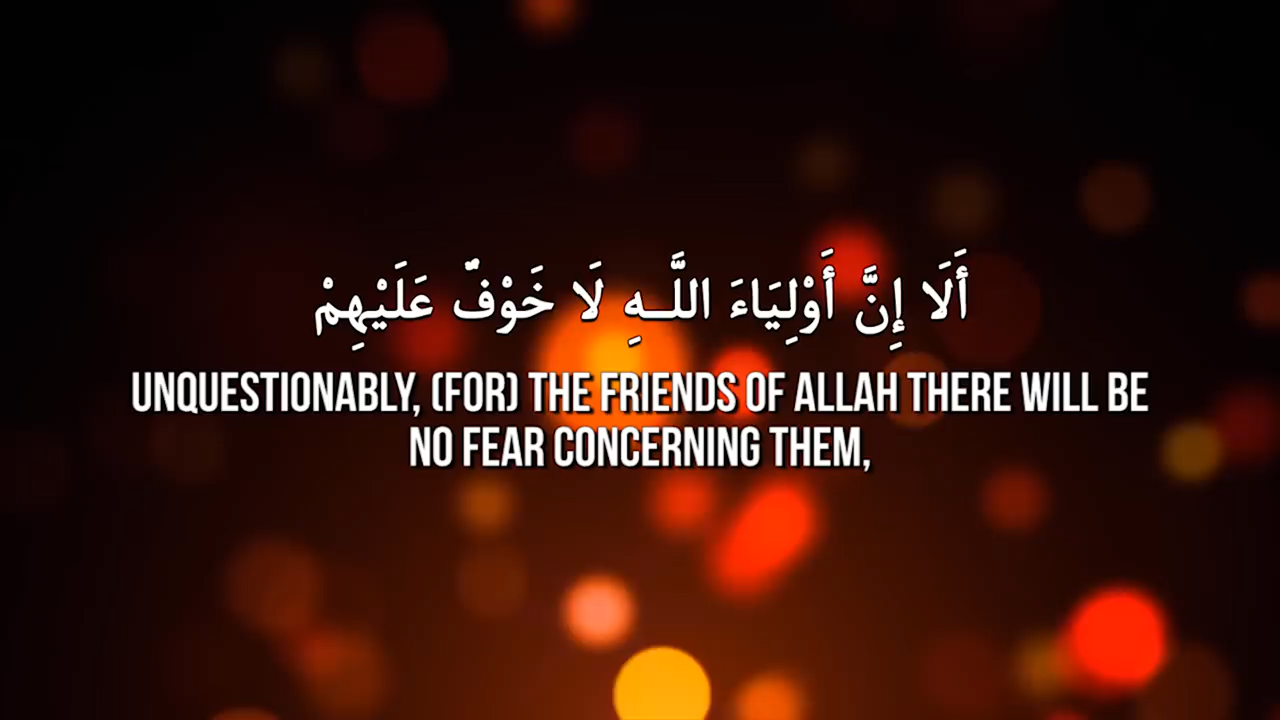 أَلَا إِنَّ أَوْلِيَاءَ اللَّـهِ لَا خَوْفٌ عَلَيْهِمْ
UNQUESTIONABLY, (FOR) THE FRIENDS OF ALLAH THERE WILL BE
NO FEAR CONCERNING THEM,